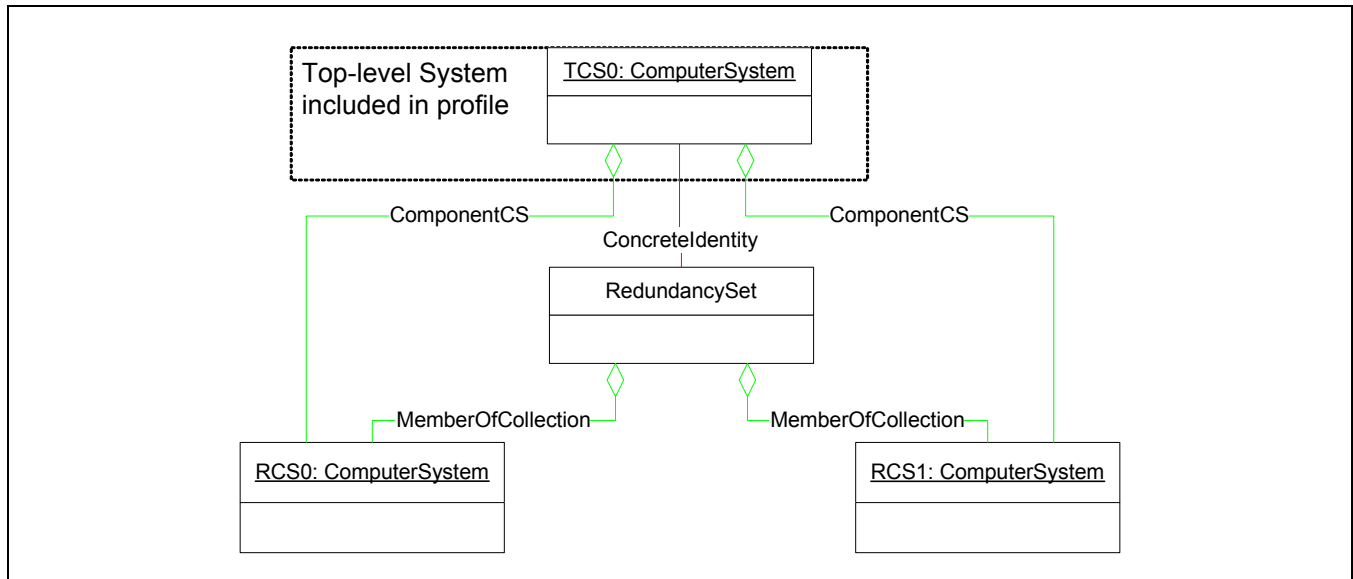 Top-level System
included in profile
TCS0: ComputerSystem
ComponentCS
ComponentCS
ConcreteIdentity
RedundancySet
MemberOfCollection
MemberOfCollection
RCS0: ComputerSystem
RCS1: ComputerSystem